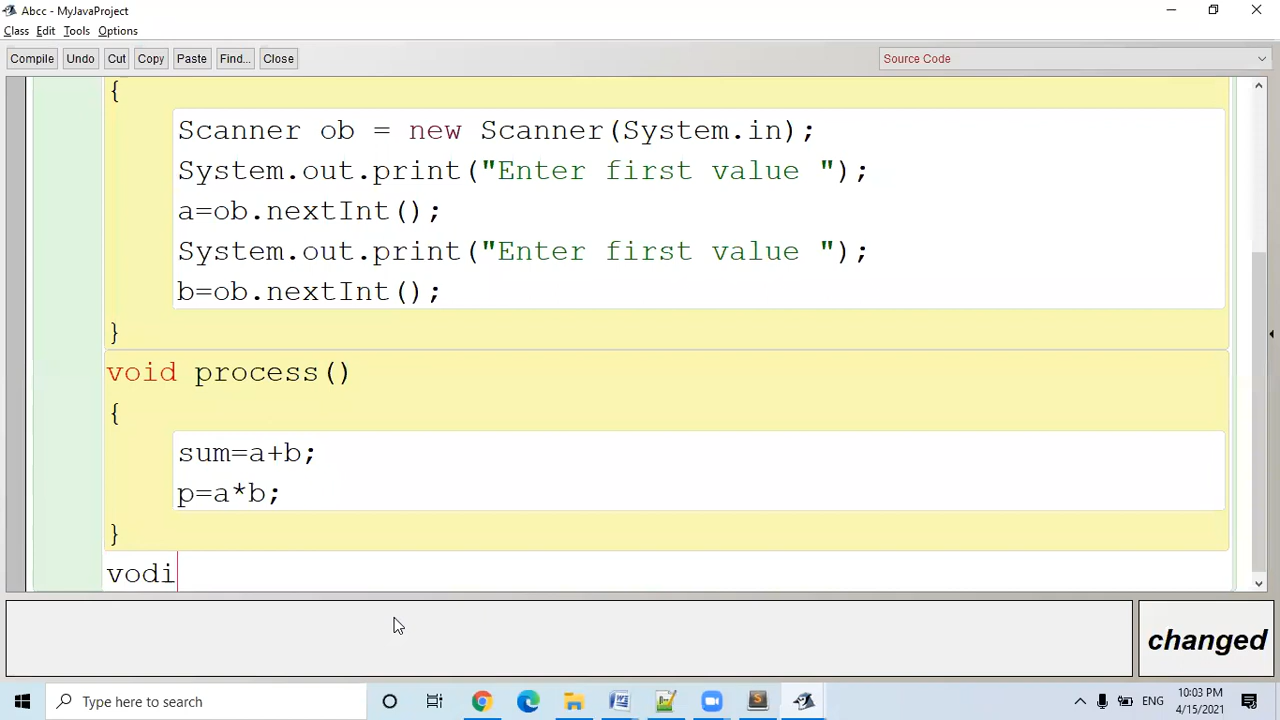 Abcc - MyJavaProject
Class Edit Tools Options
Compile Undo Cut Copy Paste Find... Close Source Code
{
Scanner ob = new Scanner(System.in);
System.out.print("Enter first value ");
a=ob.nextInt();
System.out.print("Enter first value ");
b=ob.nextInt();
}
void process()
{
sum=a+b;
p=a*b;
}
vodi
changed
Type here to search
ENG
10:03 PM
4/15/2021